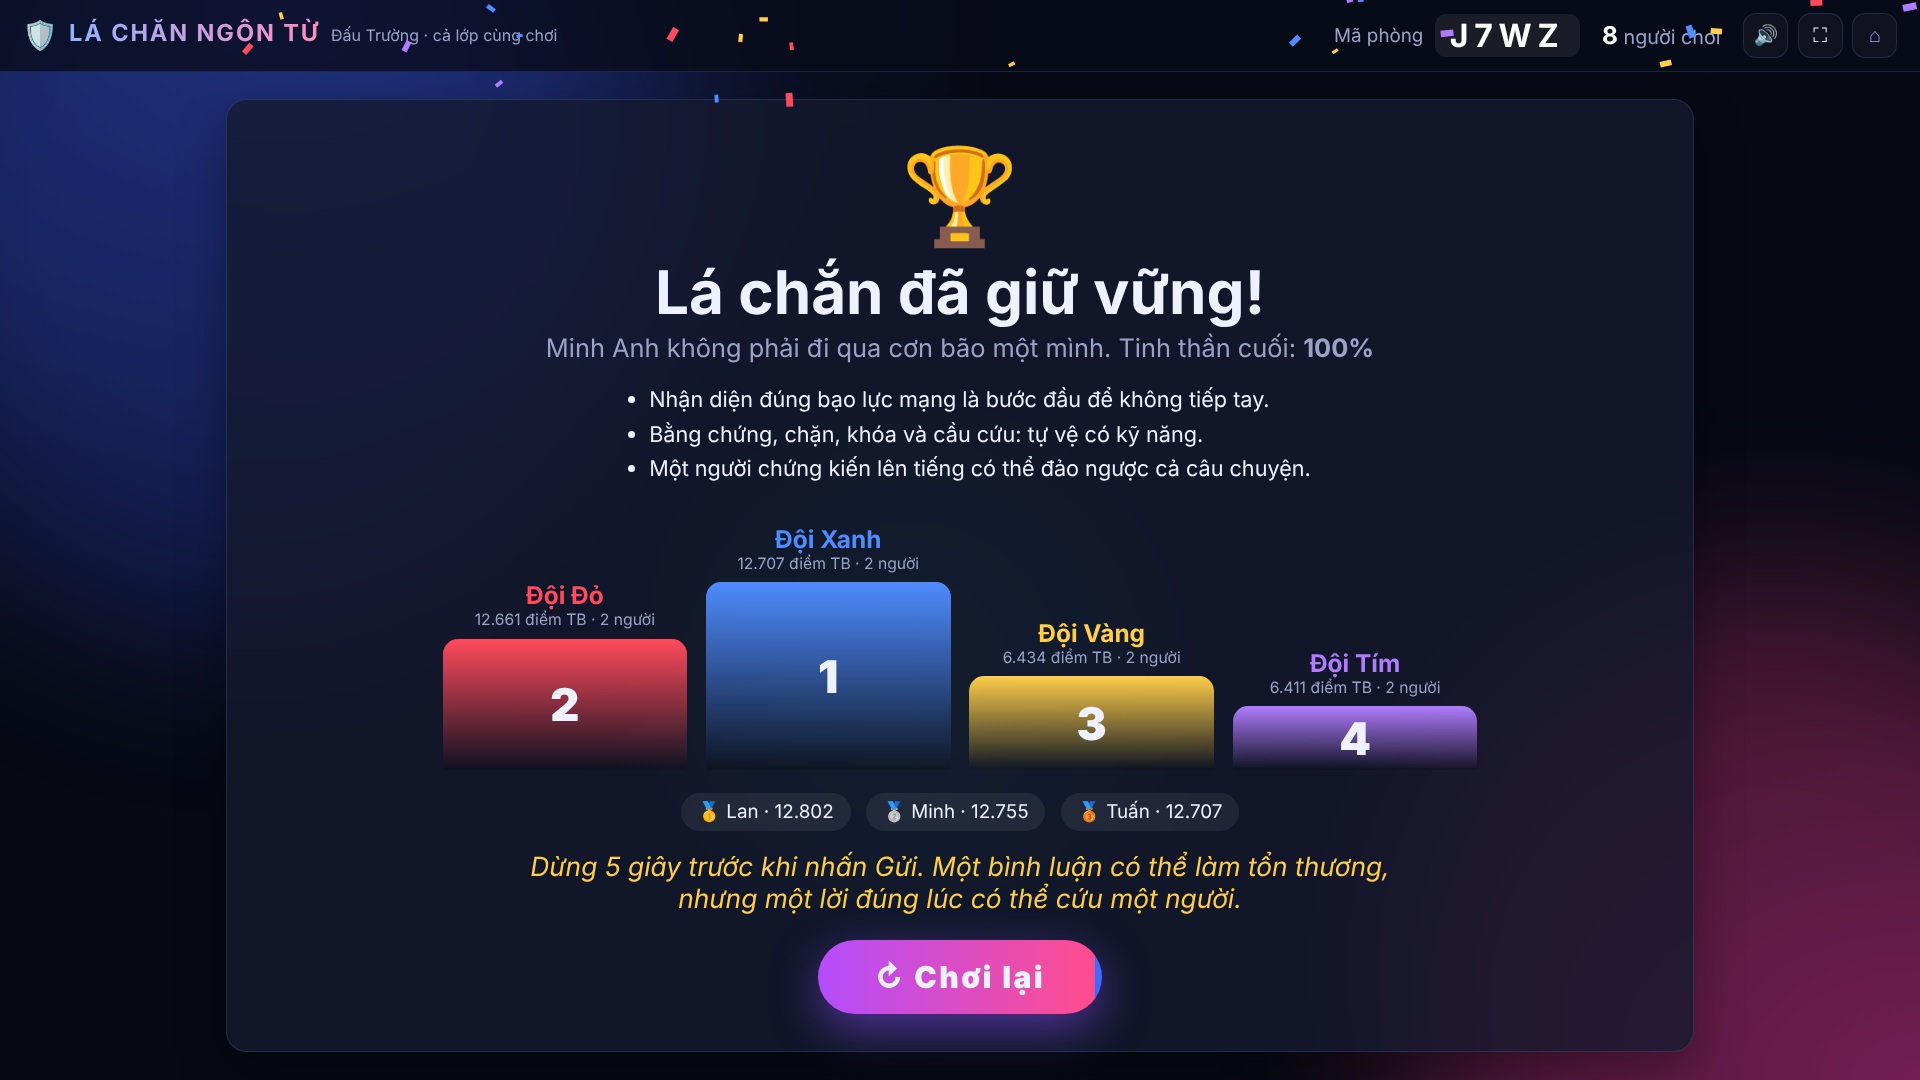 LÁ CHẮN NGÔN TỪ
Đấu Trường · cả lớp cùng chơi
Mã phòng J7WZ 8 người chơi
Lá chắn đã giữ vững!
Minh Anh không phải đi qua cơn bão một mình. Tinh thần cuối: 100%
• Nhận diện đúng bạo lực mạng là bước đầu để không tiếp tay.
• Bằng chứng, chặn, khóa và cầu cứu: tự vệ có kỹ năng.
• Một người chứng kiến lên tiếng có thể đảo ngược cả câu chuyện.
Đội Đỏ
12.661 điểm TB · 2 người
2
Đội Xanh
12.707 điểm TB · 2 người
1
Đội Vàng
6.434 điểm TB · 2 người
3
Đội Tím
6.411 điểm TB · 2 người
4
Lan · 12.802
Minh · 12.755
Tuấn · 12.707
Dừng 5 giây trước khi nhấn Gửi. Một bình luận có thể làm tổn thương,
nhưng một lời đúng lúc có thể cứu một người.
↻ Chơi lại